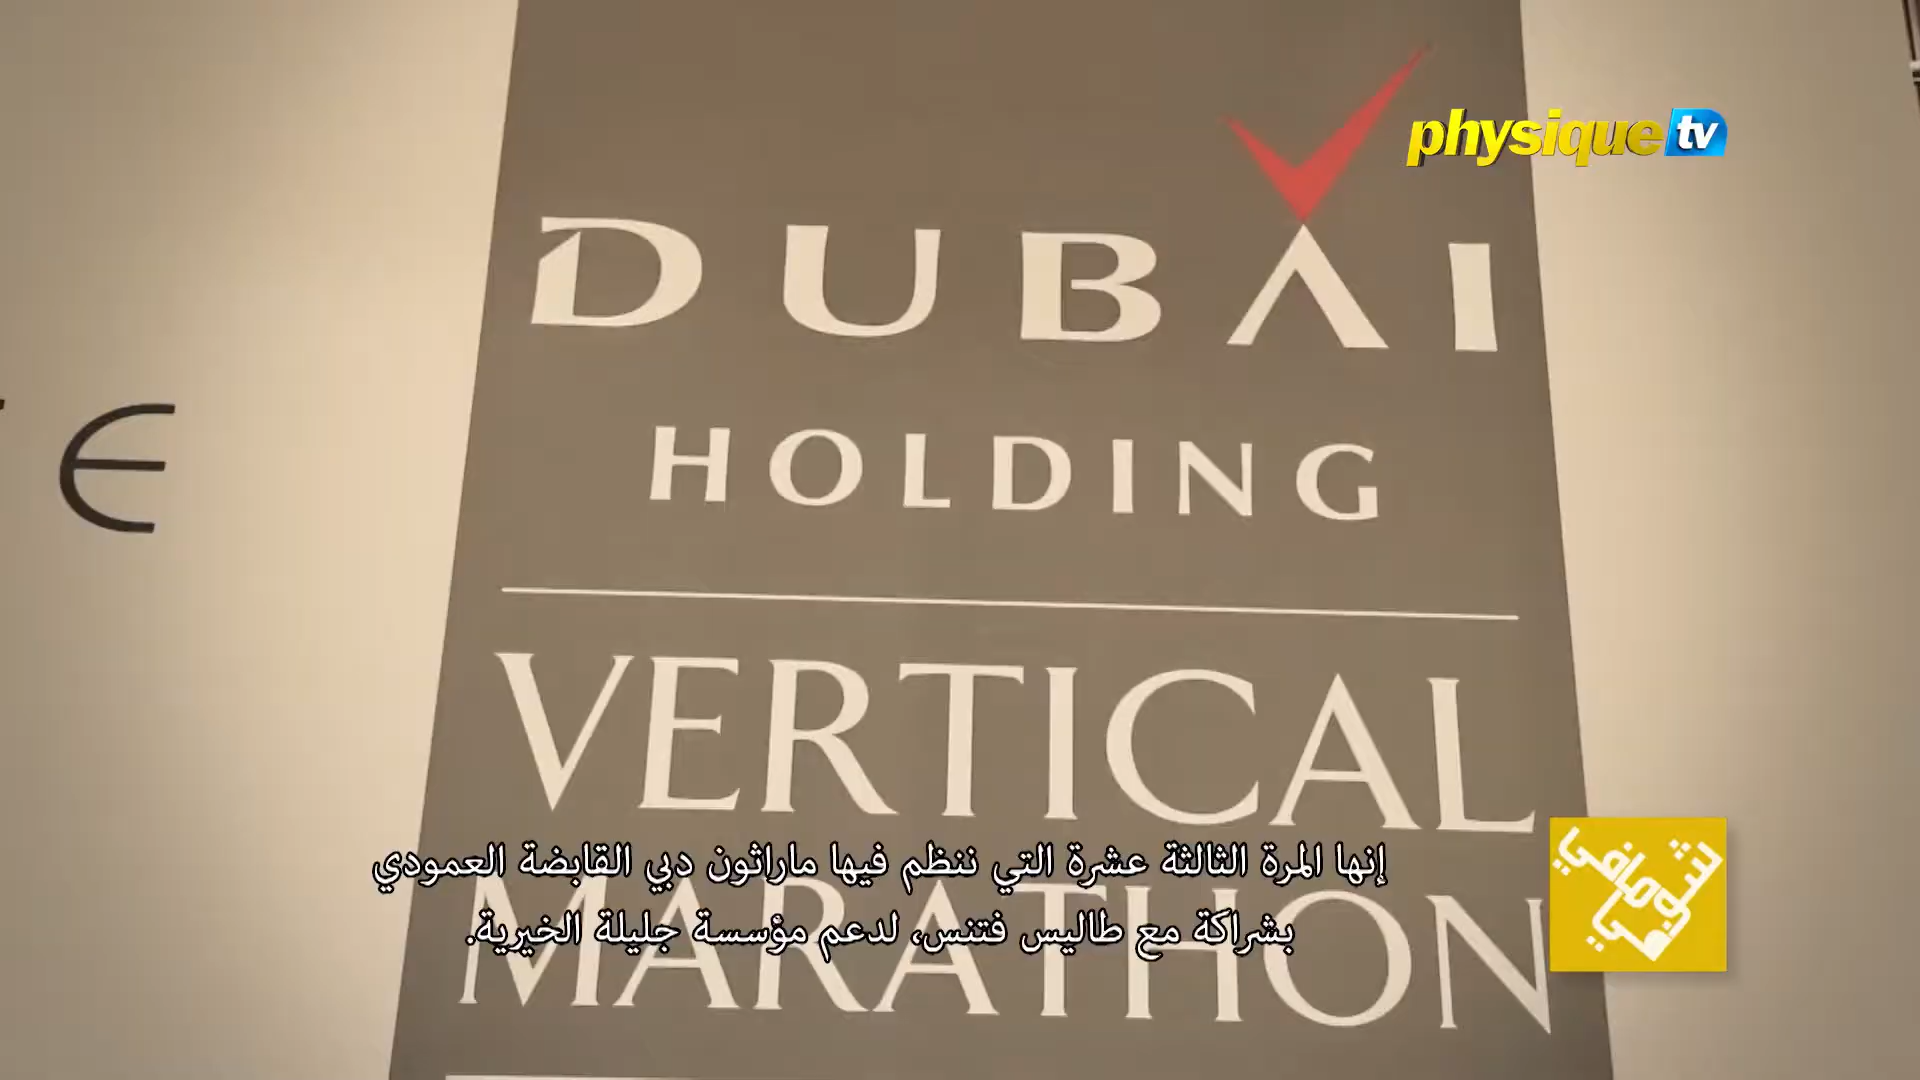 physique tv
DUBAI
HOLDING
E
VERTICAL
MARATHON
إنها المرة الثالثة عشرة التي ننظم فيها ماراثون دبي القابضة العمودي
بشراكة مع طاليس فتنس، لدعم مؤسسة جليلة الخيرية.